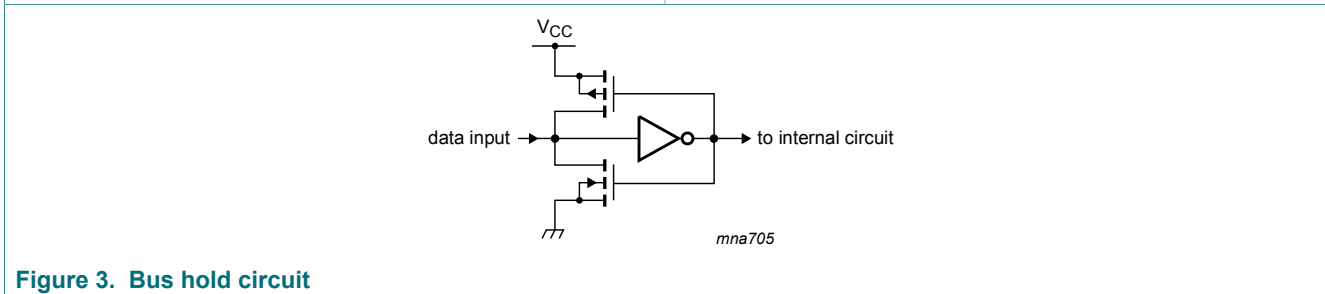 VCC
data input
to internal circuit
mna705
Figure 3. Bus hold circuit